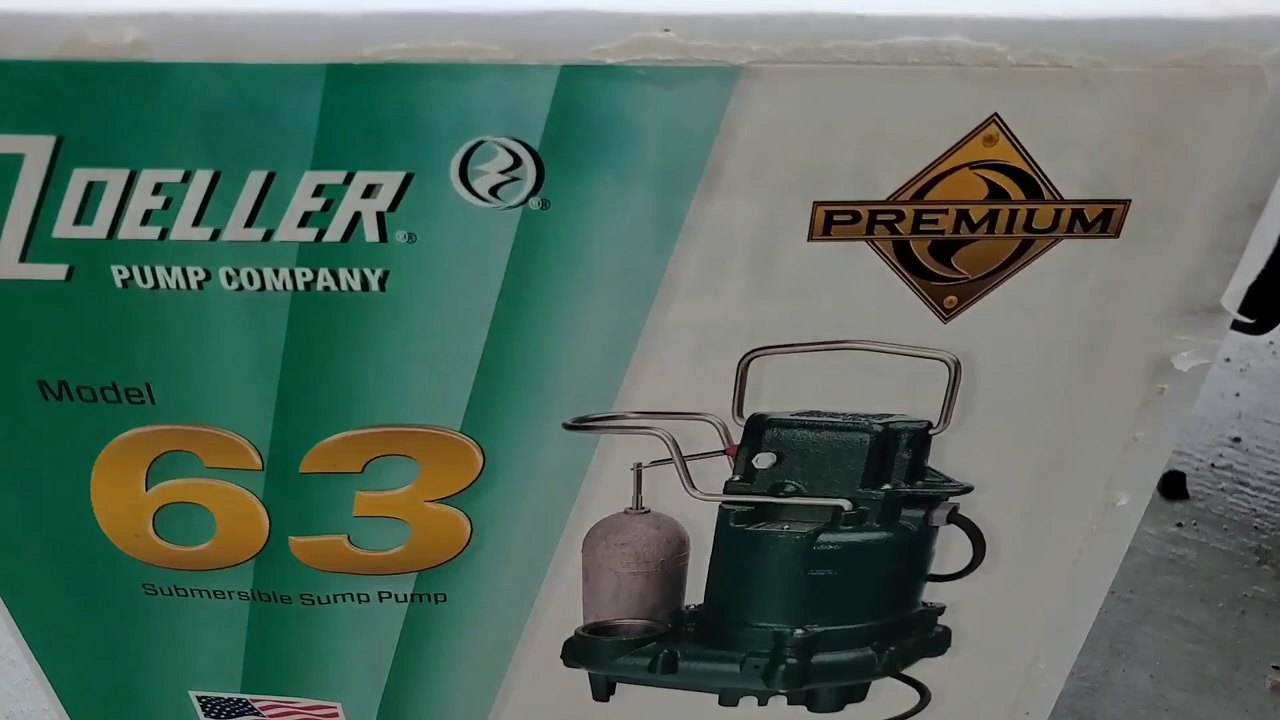 ZOELLER
PUMP COMPANY
PREMIUM
Model
63
Submersible Sump Pump